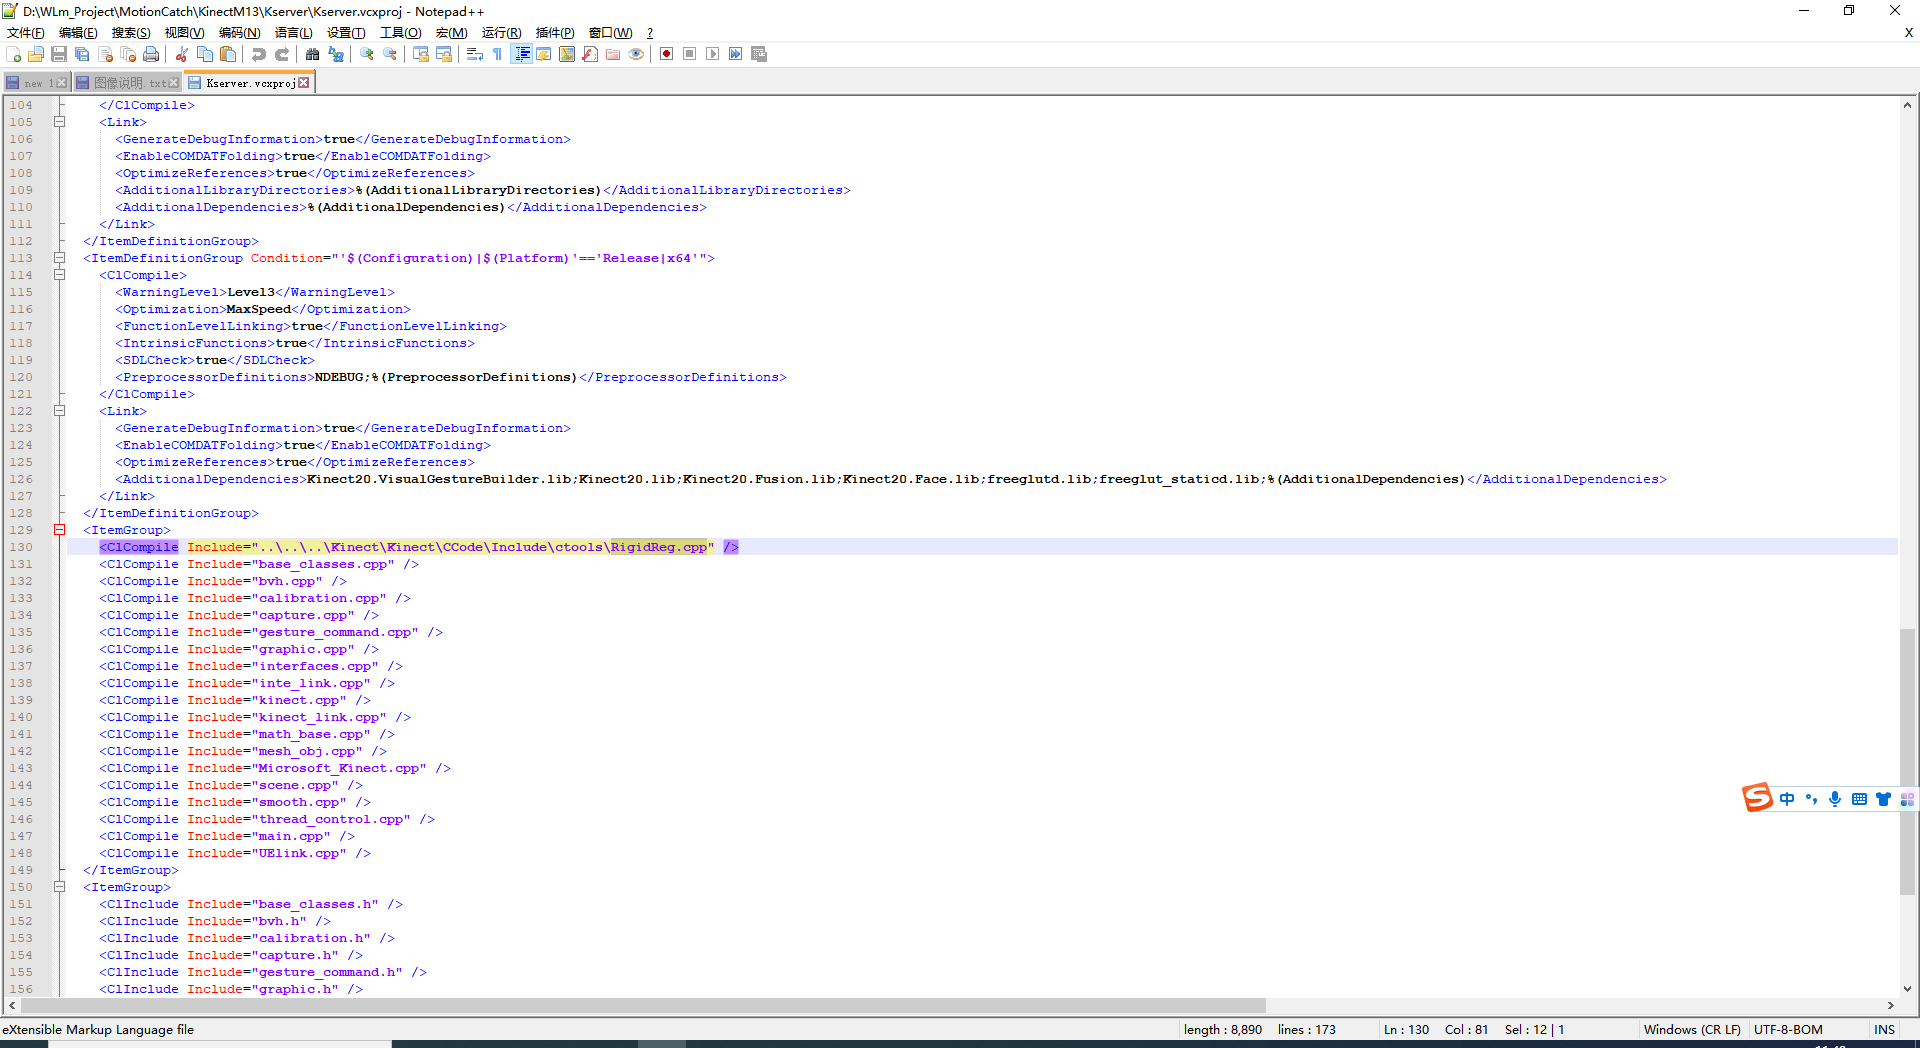 D:\WLm_Project\MotionCatch\KinectM13\Kserver\Kserver.vcxproj - Notepad++
文件(F) 编辑(E) 搜索(S) 视图(V) 编码(N) 语言(L) 设置(T) 工具(O) 宏(M) 运行(R) 插件(P) 窗口(W) ? X
new 1 图像说明.txt Kserver.vcxproj
104 </ClCompile>
105 <Link>
106 <GenerateDebugInformation>true</GenerateDebugInformation>
107 <EnableCOMDATFolding>true</EnableCOMDATFolding>
108 <OptimizeReferences>true</OptimizeReferences>
109 <AdditionalLibraryDirectories>%(AdditionalLibraryDirectories)</AdditionalLibraryDirectories>
110 <AdditionalDependencies>%(AdditionalDependencies)</AdditionalDependencies>
111 </Link>
112 </ItemDefinitionGroup>
113 <ItemDefinitionGroup Condition="'$(Configuration)|$(Platform)'=='Release|x64'">
114 <ClCompile>
115 <WarningLevel>Level3</WarningLevel>
116 <Optimization>MaxSpeed</Optimization>
117 <FunctionLevelLinking>true</FunctionLevelLinking>
118 <IntrinsicFunctions>true</IntrinsicFunctions>
119 <SDLCheck>true</SDLCheck>
120 <PreprocessorDefinitions>NDEBUG;%(PreprocessorDefinitions)</PreprocessorDefinitions>
121 </ClCompile>
122 <Link>
123 <GenerateDebugInformation>true</GenerateDebugInformation>
124 <EnableCOMDATFolding>true</EnableCOMDATFolding>
125 <OptimizeReferences>true</OptimizeReferences>
126 <AdditionalDependencies>Kinect20.VisualGestureBuilder.lib;Kinect20.lib;Kinect20.Fusion.lib;Kinect20.Face.lib;freeglutd.lib;freeglut_staticd.lib;%(AdditionalDependencies)</AdditionalDependencies>
127 </Link>
128 </ItemDefinitionGroup>
129 <ItemGroup>
130 <ClCompile Include="..\..\..\Kinect\Kinect\CCode\Include\ctools\RigidReg.cpp" />
131 <ClCompile Include="base_classes.cpp" />
132 <ClCompile Include="bvh.cpp" />
133 <ClCompile Include="calibration.cpp" />
134 <ClCompile Include="capture.cpp" />
135 <ClCompile Include="gesture_command.cpp" />
136 <ClCompile Include="graphic.cpp" />
137 <ClCompile Include="interfaces.cpp" />
138 <ClCompile Include="inte_link.cpp" />
139 <ClCompile Include="kinect.cpp" />
140 <ClCompile Include="kinect_link.cpp" />
141 <ClCompile Include="math_base.cpp" />
142 <ClCompile Include="mesh_obj.cpp" />
143 <ClCompile Include="Microsoft_Kinect.cpp" />
144 <ClCompile Include="scene.cpp" />
145 <ClCompile Include="smooth.cpp" />
146 <ClCompile Include="thread_control.cpp" />
147 <ClCompile Include="main.cpp" />
148 <ClCompile Include="UElink.cpp" />
149 </ItemGroup>
150 <ItemGroup>
151 <ClInclude Include="base_classes.h" />
152 <ClInclude Include="bvh.h" />
153 <ClInclude Include="calibration.h" />
154 <ClInclude Include="capture.h" />
155 <ClInclude Include="gesture_command.h" />
156 <ClInclude Include="graphic.h" />
中
eXtensible Markup Language file length : 8,890 lines : 173 Ln : 130 Col : 81 Sel : 12 | 1 Windows (CR LF) UTF-8-BOM INS